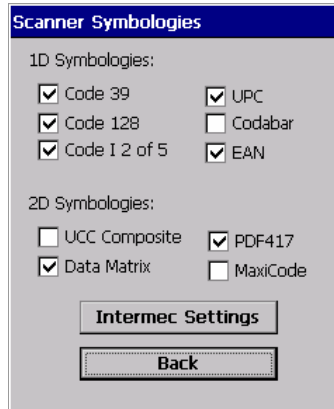 Scanner Symbologies
1D Symbologies:
Code 39 UPC
Code 128 Codabar
Code I 2 of 5 EAN
2D Symbologies:
UCC Composite PDF417
Data Matrix MaxiCode
Intermec Settings
Back